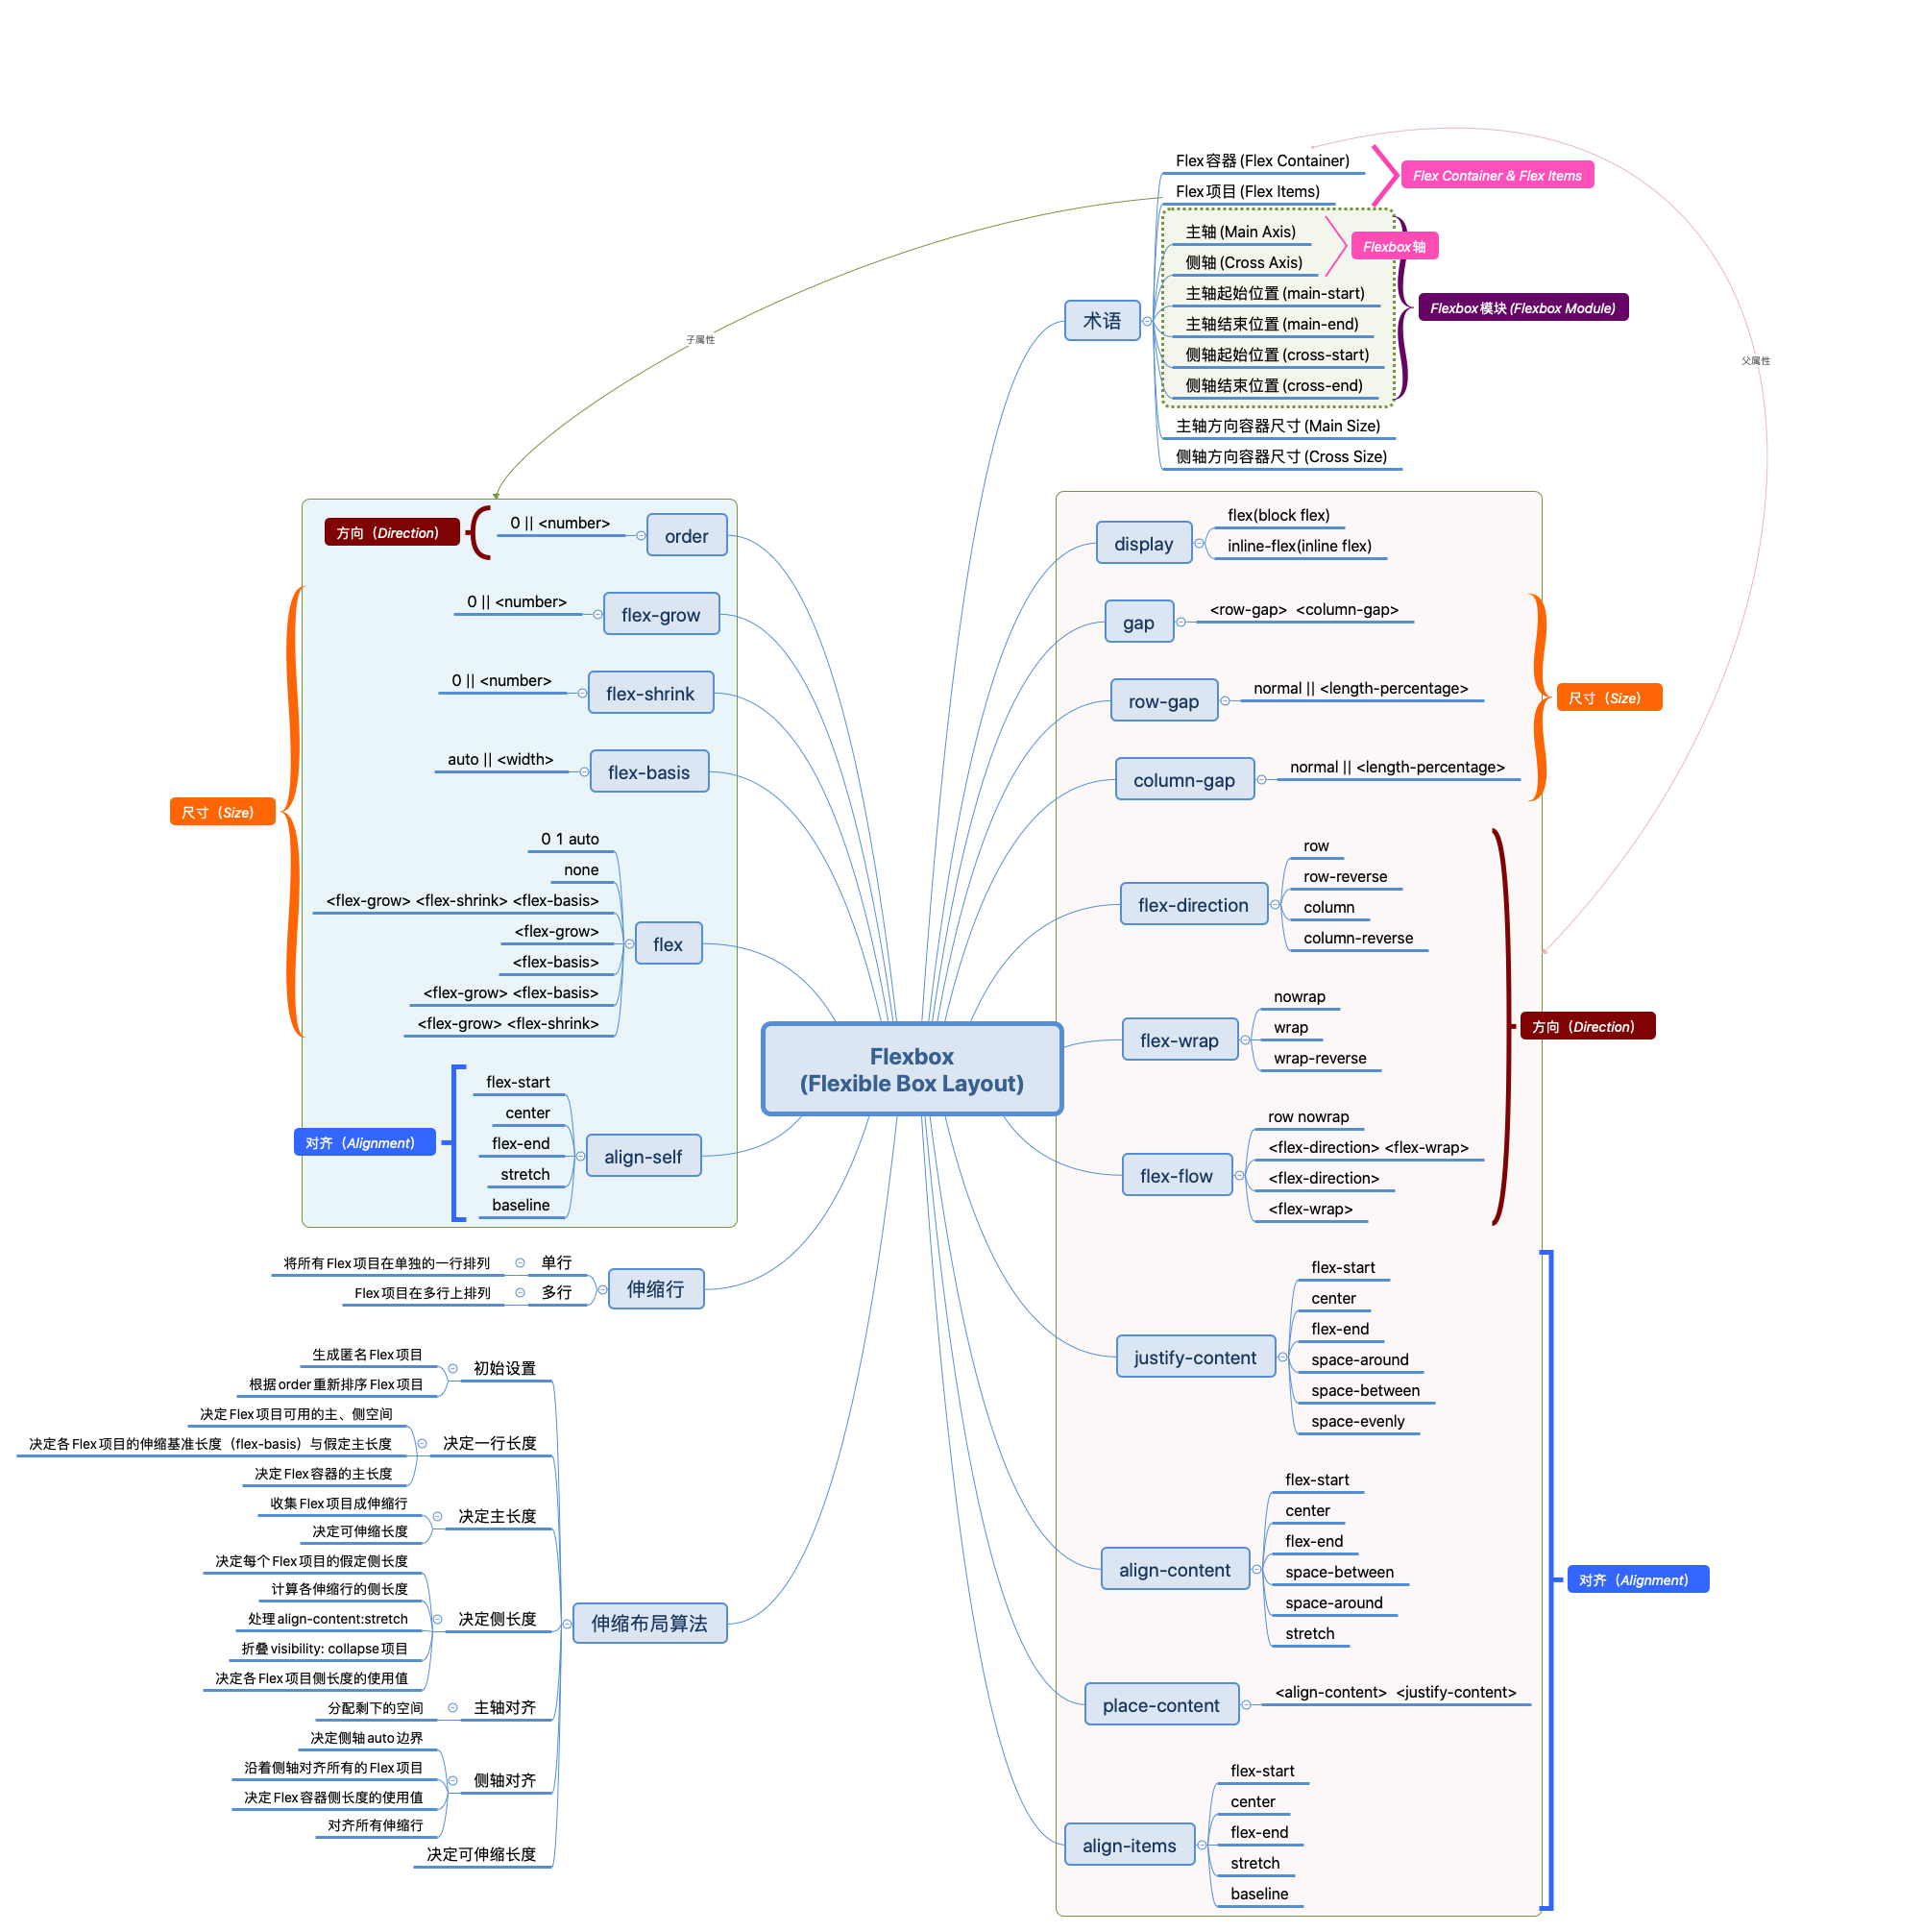 Flexbox
(Flexible Box Layout)
术语
Flex容器(Flex Container)
Flex项目(Flex Items)
Flex Container & Flex Items
主轴(Main Axis)
侧轴(Cross Axis)
Flexbox轴
主轴起始位置(main-start)
主轴结束位置(main-end)
侧轴起始位置(cross-start)
侧轴结束位置(cross-end)
Flexbox模块(Flexbox Module)
主轴方向容器尺寸(Main Size)
侧轴方向容器尺寸(Cross Size)
子属性
父属性
display
flex(block flex)
inline-flex(inline flex)
gap
<row-gap> <column-gap>
row-gap
normal || <length-percentage>
column-gap
normal || <length-percentage>
尺寸（Size）
flex-direction
row
row-reverse
column
column-reverse
flex-wrap
nowrap
wrap
wrap-reverse
flex-flow
row nowrap
<flex-direction> <flex-wrap>
<flex-direction>
<flex-wrap>
方向（Direction）
justify-content
flex-start
center
flex-end
space-around
space-between
space-evenly
align-content
flex-start
center
flex-end
space-between
space-around
stretch
place-content
<align-content> <justify-content>
align-items
flex-start
center
flex-end
stretch
baseline
对齐（Alignment）
order
0 || <number>
方向（Direction）
flex-grow
0 || <number>
flex-shrink
0 || <number>
flex-basis
auto || <width>
flex
0 1 auto
none
<flex-grow> <flex-shrink> <flex-basis>
<flex-grow>
<flex-basis>
<flex-grow> <flex-basis>
<flex-grow> <flex-shrink>
尺寸（Size）
align-self
flex-start
center
flex-end
stretch
baseline
对齐（Alignment）
伸缩行
单行
将所有Flex项目在单独的一行排列
多行
Flex项目在多行上排列
伸缩布局算法
初始设置
生成匿名Flex项目
根据order重新排序Flex项目
决定一行长度
决定Flex项目可用的主、侧空间
决定各Flex项目的伸缩基准长度（flex-basis）与假定主长度
决定Flex容器的主长度
决定主长度
收集Flex项目成伸缩行
决定可伸缩长度
决定侧长度
决定每个Flex项目的假定侧长度
计算各伸缩行的侧长度
处理align-content:stretch
折叠visibility: collapse项目
决定各Flex项目侧长度的使用值
主轴对齐
分配剩下的空间
侧轴对齐
决定侧轴auto边界
沿着侧轴对齐所有的Flex项目
决定Flex容器侧长度的使用值
对齐所有伸缩行
决定可伸缩长度